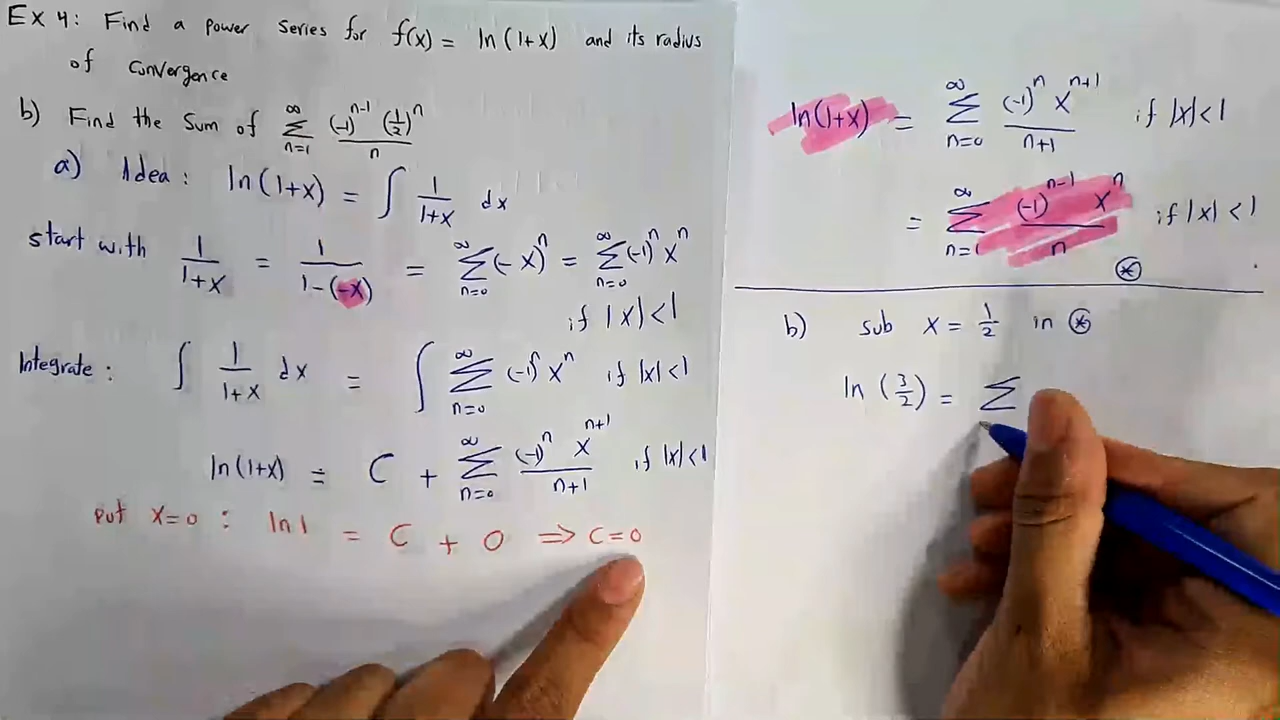 Ex 4: Find a power series for f(x) = ln(1+x) and its radius
of convergence
b) Find the Sum of ∑_{n=1}^{∞} (-1)^{n-1} (1/2)^n / n
a) Idea: ln(1+x) = ∫ 1/(1+x) dx
start with 1/(1+x) = 1/(1-(-x)) = ∑_{n=0}^{∞} (-x)^n = ∑_{n=0}^{∞} (-1)^n x^n
if |x|<1
Integrate: ∫ 1/(1+x) dx = ∫ ∑_{n=0}^{∞} (-1)^n x^n if |x|<1
ln(1+x) = C + ∑_{n=0}^{∞} (-1)^n x^{n+1} / (n+1) if |x|<1
put x=0 : ln 1 = C + 0 ⇒ C=0
ln(1+x) = ∑_{n=0}^{∞} (-1)^n x^{n+1} / (n+1) if |x|<1
= ∑_{n=1}^{∞} (-1)^{n-1} x^n / n if |x|<1
⊛
b) sub x = 1/2 in ⊛
ln(3/2) = ∑